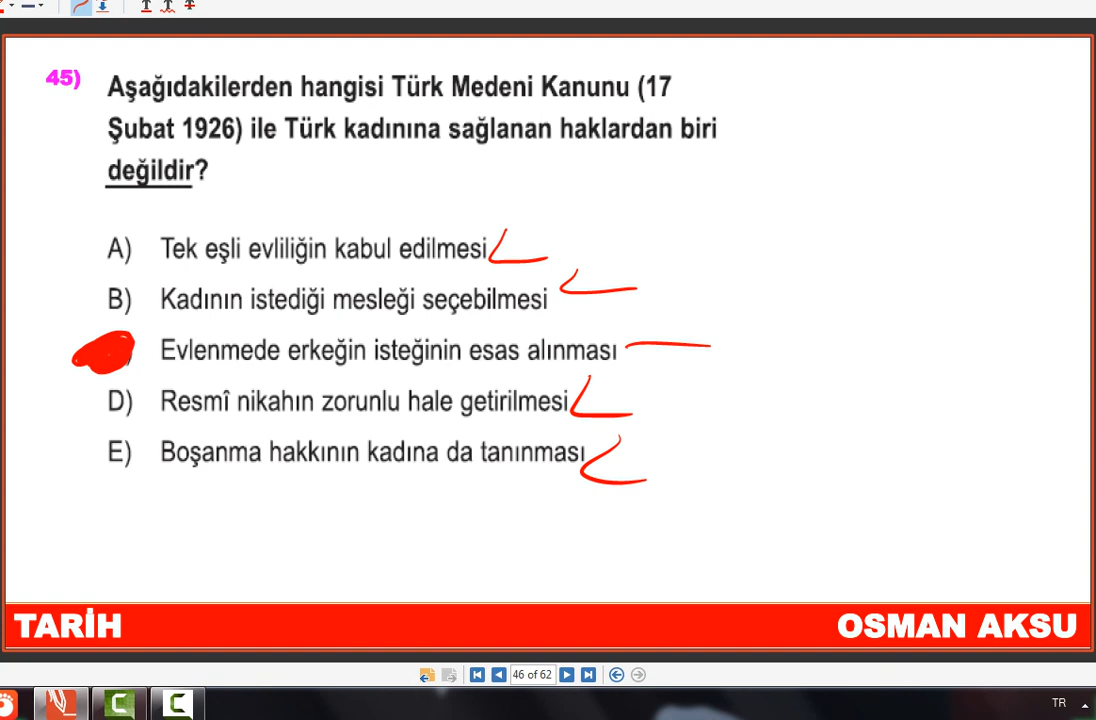 45)
Aşağıdakilerden hangisi Türk Medeni Kanunu (17
Şubat 1926) ile Türk kadınına sağlanan haklardan biri
değildir?
A) Tek eşli evliliğin kabul edilmesi
B) Kadının istediği mesleği seçebilmesi
Evlenmede erkeğin isteğinin esas alınması
D) Resmî nikahın zorunlu hale getirilmesi
E) Boşanma hakkının kadına da tanınması
TARİH
OSMAN AKSU
46 of 62
TR